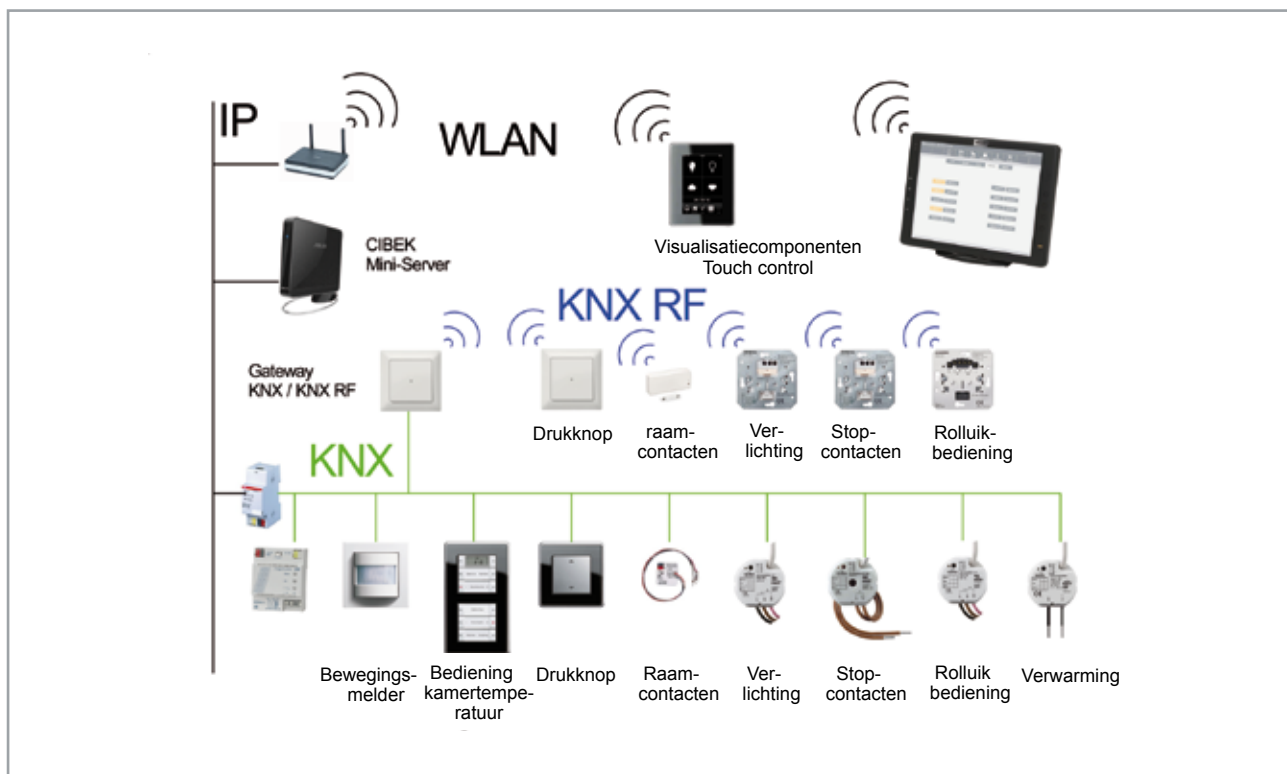 IP
WLAN
CIBEK
Mini-Server
Visualisatiecomponenten
Touch control
KNX RF
Gateway
KNX / KNX RF
Drukknop
raam-
contacten
Ver-
lichting
Stop-
contacten
Rolluik-
bediening
KNX
Bewegings-
melder
Bediening
kamertempe-
ratuur
Drukknop
Raam-
contacten
Ver-
lichting
Stop-
contacten
Rolluik
bediening
Verwarming